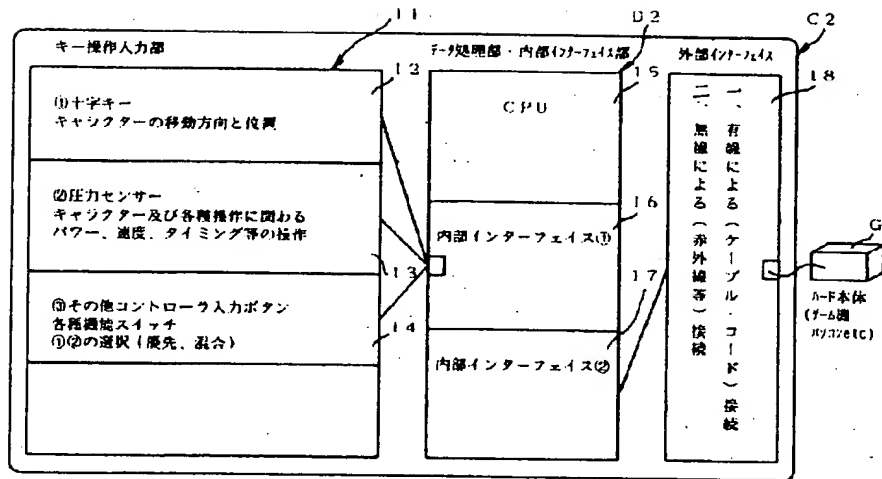 キー操作入力部
11
12
①十字キー
キャラクターの移動方向と位置
②圧力センサー
キャラクター及び各種操作に関わる
パワー、速度、タイミング等の操作
13
③その他コントローラ入力ボタン
各種機能スイッチ
①②の選択(優先、混合)
14
データ処理部・内部インターフェイス部
B2
15
CPU
16
内部インターフェイス①
17
内部インターフェイス②
外部インターフェイス
C2
18
一、有線による(ケーブル・コード)接続
二、無線による(赤外線等)接続
G
ハード本体
(ゲーム機
パソコンetc)